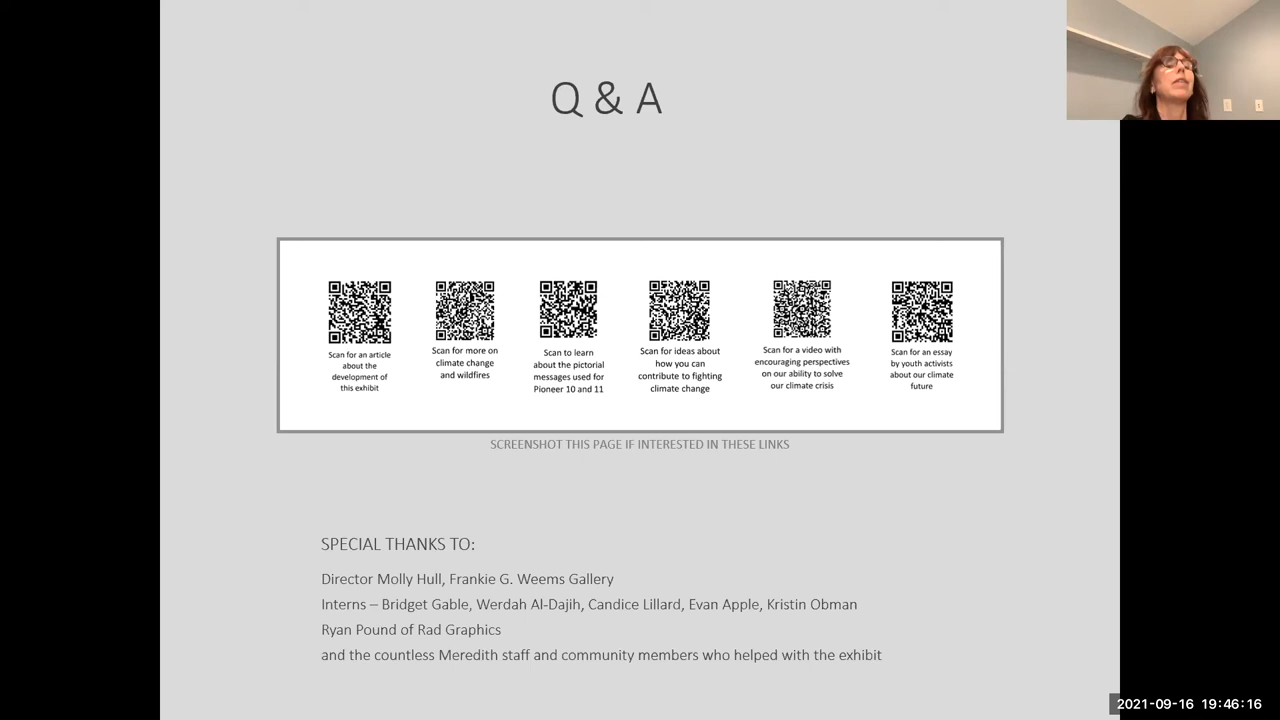 Q & A
Scan for an article
about the
development of
this exhibit
Scan for more on
climate change
and wildfires
Scan to learn
about the pictorial
messages used for
Pioneer 10 and 11
Scan for ideas about
how you can
contribute to fighting
climate change
Scan for a video with
encouraging perspectives
on our ability to solve
our climate crisis
Scan for an essay
by youth activists
about our climate
future
SCREENSHOT THIS PAGE IF INTERESTED IN THESE LINKS
SPECIAL THANKS TO:
Director Molly Hull, Frankie G. Weems Gallery
Interns – Bridget Gable, Werdah Al-Dajih, Candice Lillard, Evan Apple, Kristin Obman
Ryan Pound of Rad Graphics
and the countless Meredith staff and community members who helped with the exhibit
2021-09-16 19:46:16